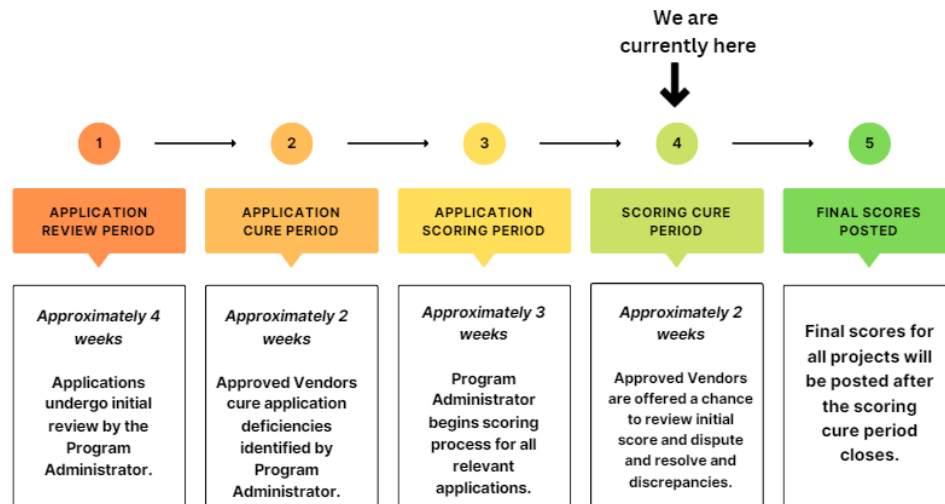 We are
currently here
1
2
3
4
5
APPLICATION
REVIEW PERIOD
APPLICATION
CURE PERIOD
APPLICATION
SCORING PERIOD
SCORING CURE
PERIOD
FINAL SCORES
POSTED
Approximately 4
weeks
Applications
undergo initial
review by the
Program
Administrator.
Approximately 2
weeks
Approved Vendors
cure application
deficiencies
identified by
Program
Administrator.
Approximately 3
weeks
Program
Administrator
begins scoring
process for all
relevant
applications.
Approximately 2
weeks
Approved Vendors
are offered a chance
to review initial
score and dispute
and resolve and
discrepancies.
Final scores for
all projects will
be posted after
the scoring
cure period
closes.